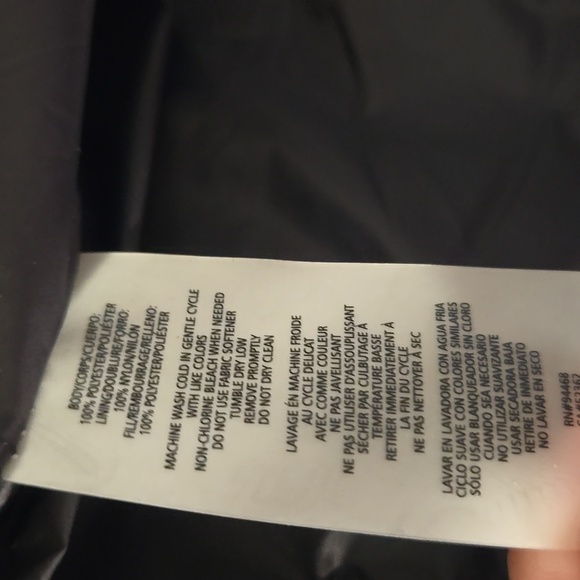 BODY/CORPS/CUERPO:
100% POLYESTER/POLIÉSTER
LINING/DOUBLURE/FORRO:
100% NYLON/NILÓN
FILL/REMBOURRAGE/RELLENO:
100% POLYESTER/POLIÉSTER
MACHINE WASH COLD IN GENTLE CYCLE
WITH LIKE COLORS
NON-CHLORINE BLEACH WHEN NEEDED
DO NOT USE FABRIC SOFTENER
TUMBLE DRY LOW
REMOVE PROMPTLY
DO NOT DRY CLEAN
LAVAGE EN MACHINE FROIDE
AU CYCLE DELICAT
AVEC COMME COULEUR
NE PAS JAVELLISANT
NE PAS UTILISER D'ASSOUPLISSANT
SECHER PAR CULBUTAGE À
TEMPERATURE BASSE
RETIRER IMMEDIATEMENT À
LA FIN DU CYCLE
NE PAS NETTOYER À SEC
LAVAR EN LAVADORA CON AGUA FRIA
CICLO SUAVE CON COLORES SIMILARES
SOLO USAR BLANQUEADOR SIN CLORO
CUANDO SEA NECESARIO
NO UTILIZAR SUAVIZANTE
USAR SECADORA BAJA
RETIRE DE INMEDIATO
NO LAVAR EN SECO
RN#94468